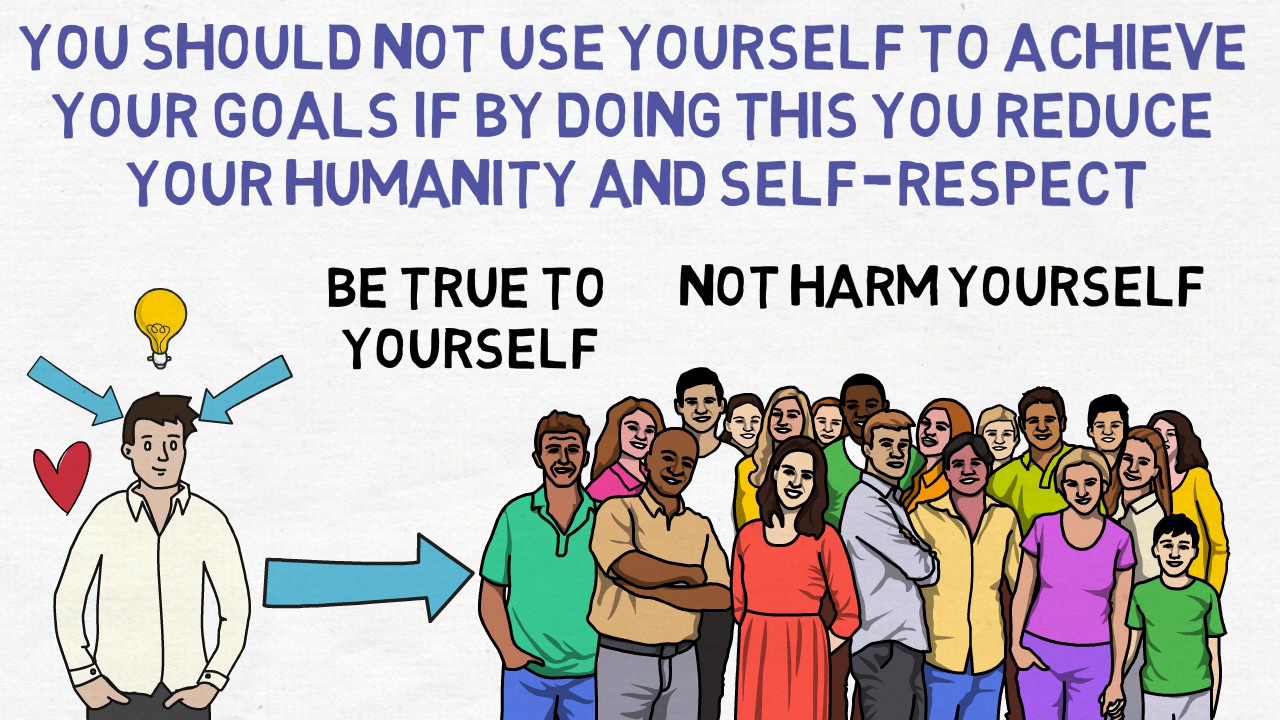 YOU SHOULD NOT USE YOURSELF TO ACHIEVE
YOUR GOALS IF BY DOING THIS YOU REDUCE
YOUR HUMANITY AND SELF-RESPECT
BE TRUE TO
YOURSELF
NOT HARM YOURSELF